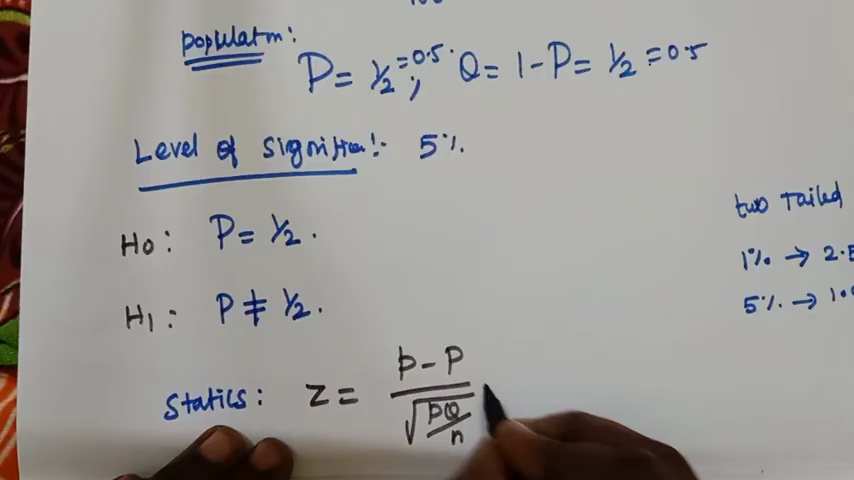 populatn:
P = 1/2 = 0.5 ; Q = 1 - P = 1/2 = 0.5
Level of : 5%
two Tailed
H0 : P = 1/2 .
1% → 2.5
H1 : P ≠ 1/2 .
5% → 1.
Statics : Z = p - P / √(PQ/n)